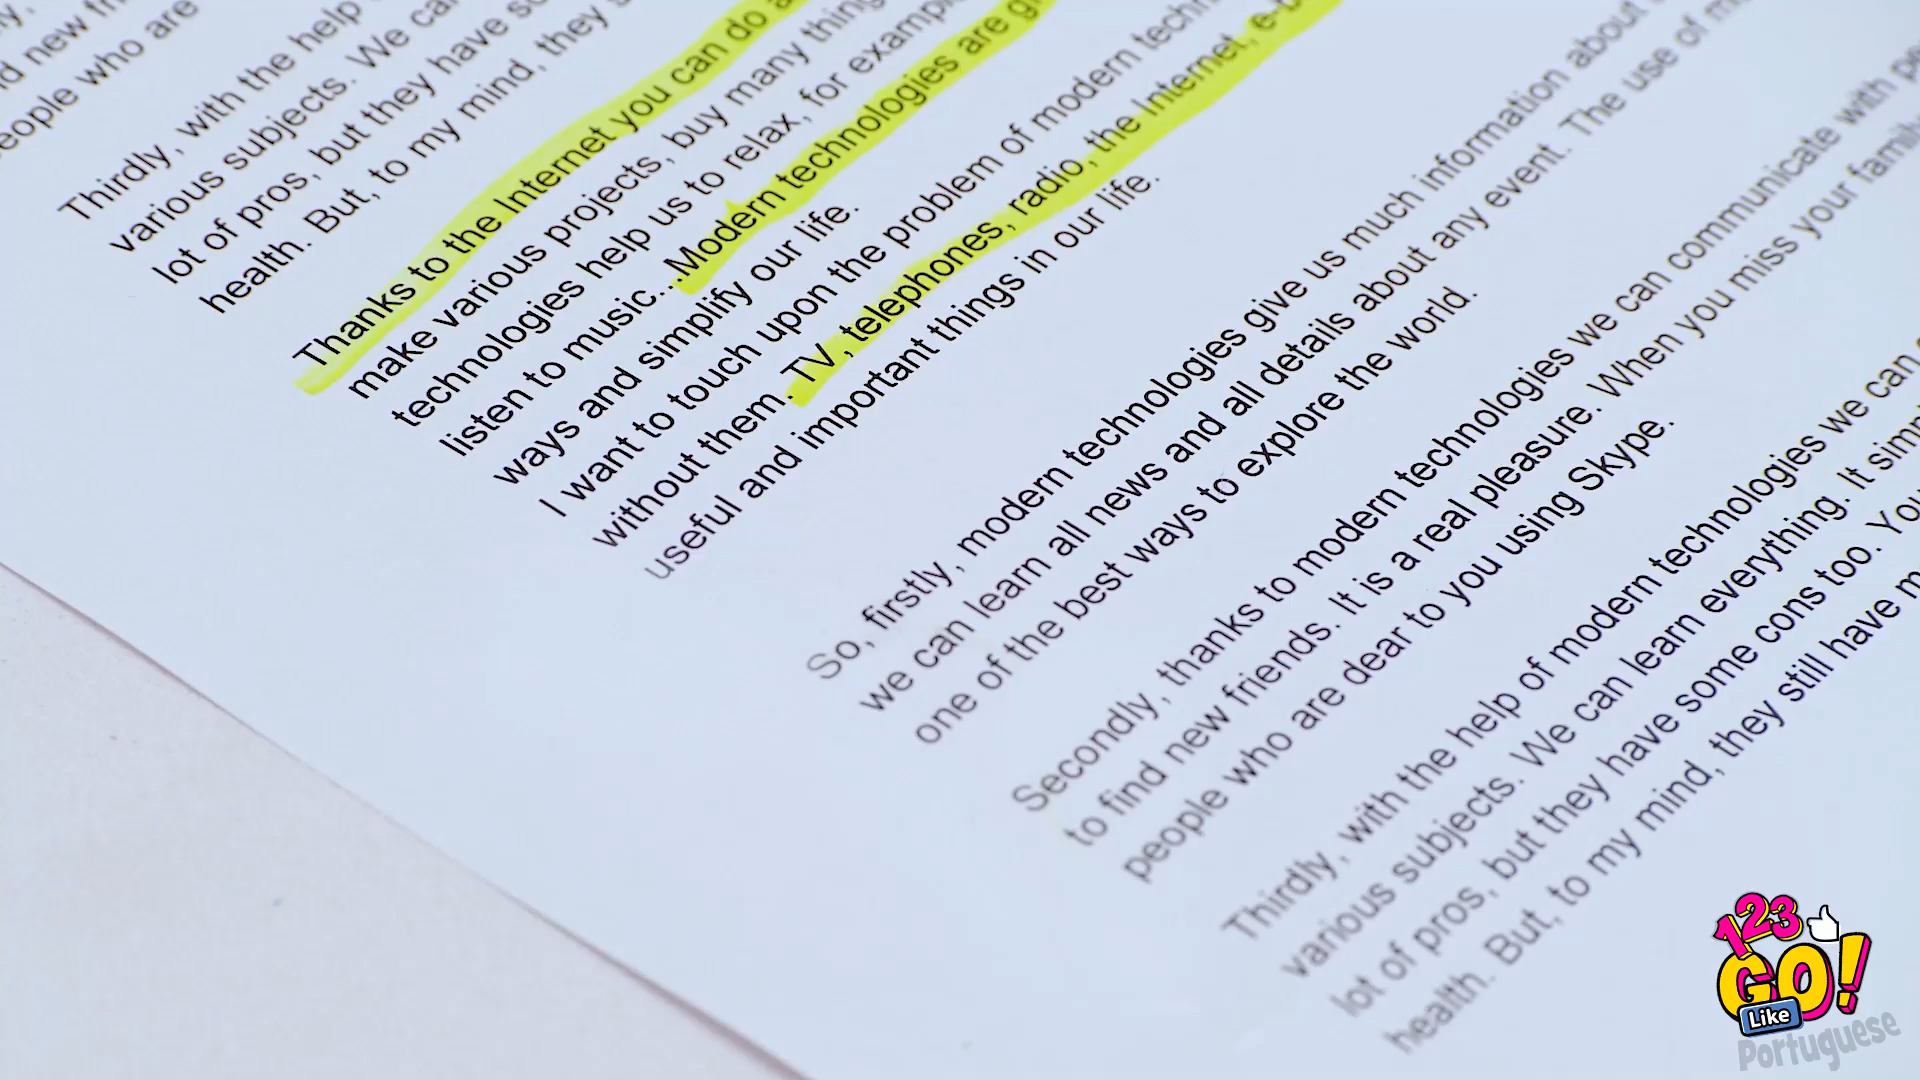 d new fri
people who are
Thirdly, with the help
various subjects. We ca
lot of pros, but they have so
health. But, to my mind, they s
Thanks to the Internet you can do a
make various projects, buy many thing
technologies help us to relax, for exampl
listen to music...Modern technologies are g
ways and simplify our life.
I want to touch upon the problem of modern techn
without them. TV, telephones, radio, the Internet, e-b
useful and important things in our life.
So, firstly, modern technologies give us much information about
we can learn all news and all details about any event. The use of m
one of the best ways to explore the world.
Secondly, thanks to modern technologies we can communicate with pe
to find new friends. It is a real pleasure. When you miss your family
people who are dear to you using Skype.
Thirdly, with the help of modern technologies we can
various subjects. We can learn everything. It simp
lot of pros, but they have some cons too. You
health. But, to my mind, they still have m
123
GO!
Like
Portuguese